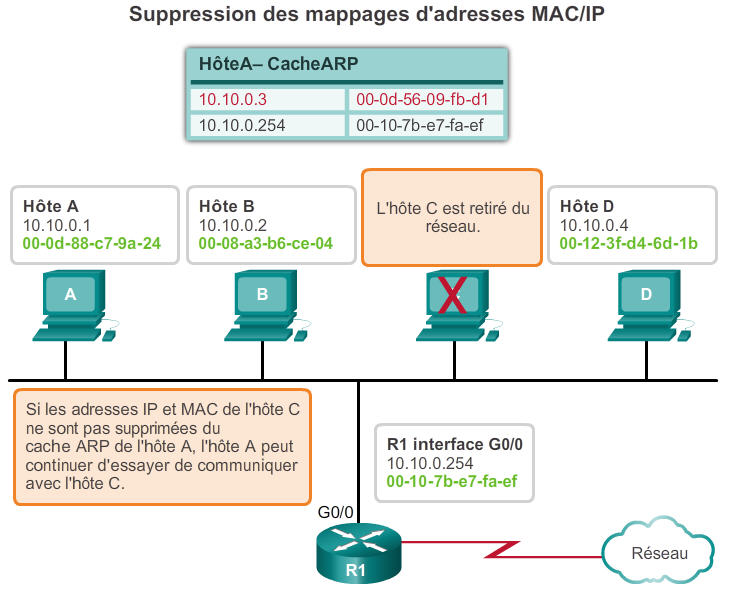 Suppression des mappages d'adresses MAC/IP
HôteA– CacheARP
10.10.0.3 00-0d-56-09-fb-d1
10.10.0.254 00-10-7b-e7-fa-ef
Hôte A
10.10.0.1
00-0d-88-c7-9a-24
Hôte B
10.10.0.2
00-08-a3-b6-ce-04
L'hôte C est retiré du
réseau.
Hôte D
10.10.0.4
00-12-3f-d4-6d-1b
A
B
X
D
Si les adresses IP et MAC de l'hôte C
ne sont pas supprimées du
cache ARP de l'hôte A, l'hôte A peut
continuer d'essayer de communiquer
avec l'hôte C.
R1 interface G0/0
10.10.0.254
00-10-7b-e7-fa-ef
G0/0
R1
Réseau